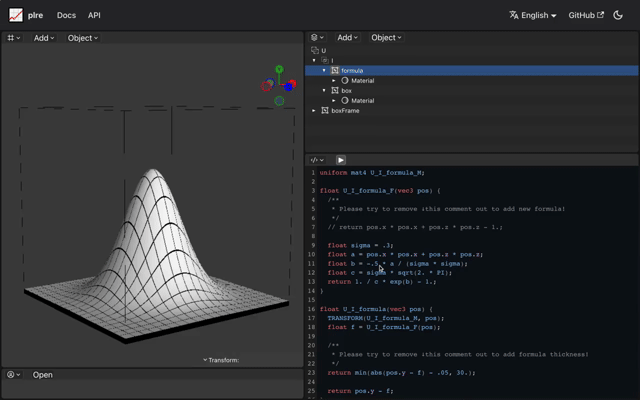 plre Docs API English GitHub
Add Object
Y
Transform:
Open
Add Object
U
I
formula
Material
box
Material
boxFrame
1 uniform mat4 U_I_formula_M;
2
3 float U_I_formula_F(vec3 pos) {
4 /**
5 * Please try to remove ↓this comment out to add new formula!
6 */
7 // return pos.x * pos.x + pos.z * pos.z - 1.;
8
9 float sigma = .3;
10 float a = pos.x * pos.x + pos.z * pos.z;
11 float b = -.5 * a / (sigma * sigma);
12 float c = sigma * sqrt(2. * PI);
13 return 1. / c * exp(b) - 1.;
14 }
15
16 float U_I_formula(vec3 pos) {
17 TRANSFORM(U_I_formula_M, pos);
18 float f = U_I_formula_F(pos);
19
20 /**
21 * Please try to remove ↓this comment out to add formula thickness!
22 */
23 return min(abs(pos.y - f) - .05, 30.);
24
25 return pos.y - f;